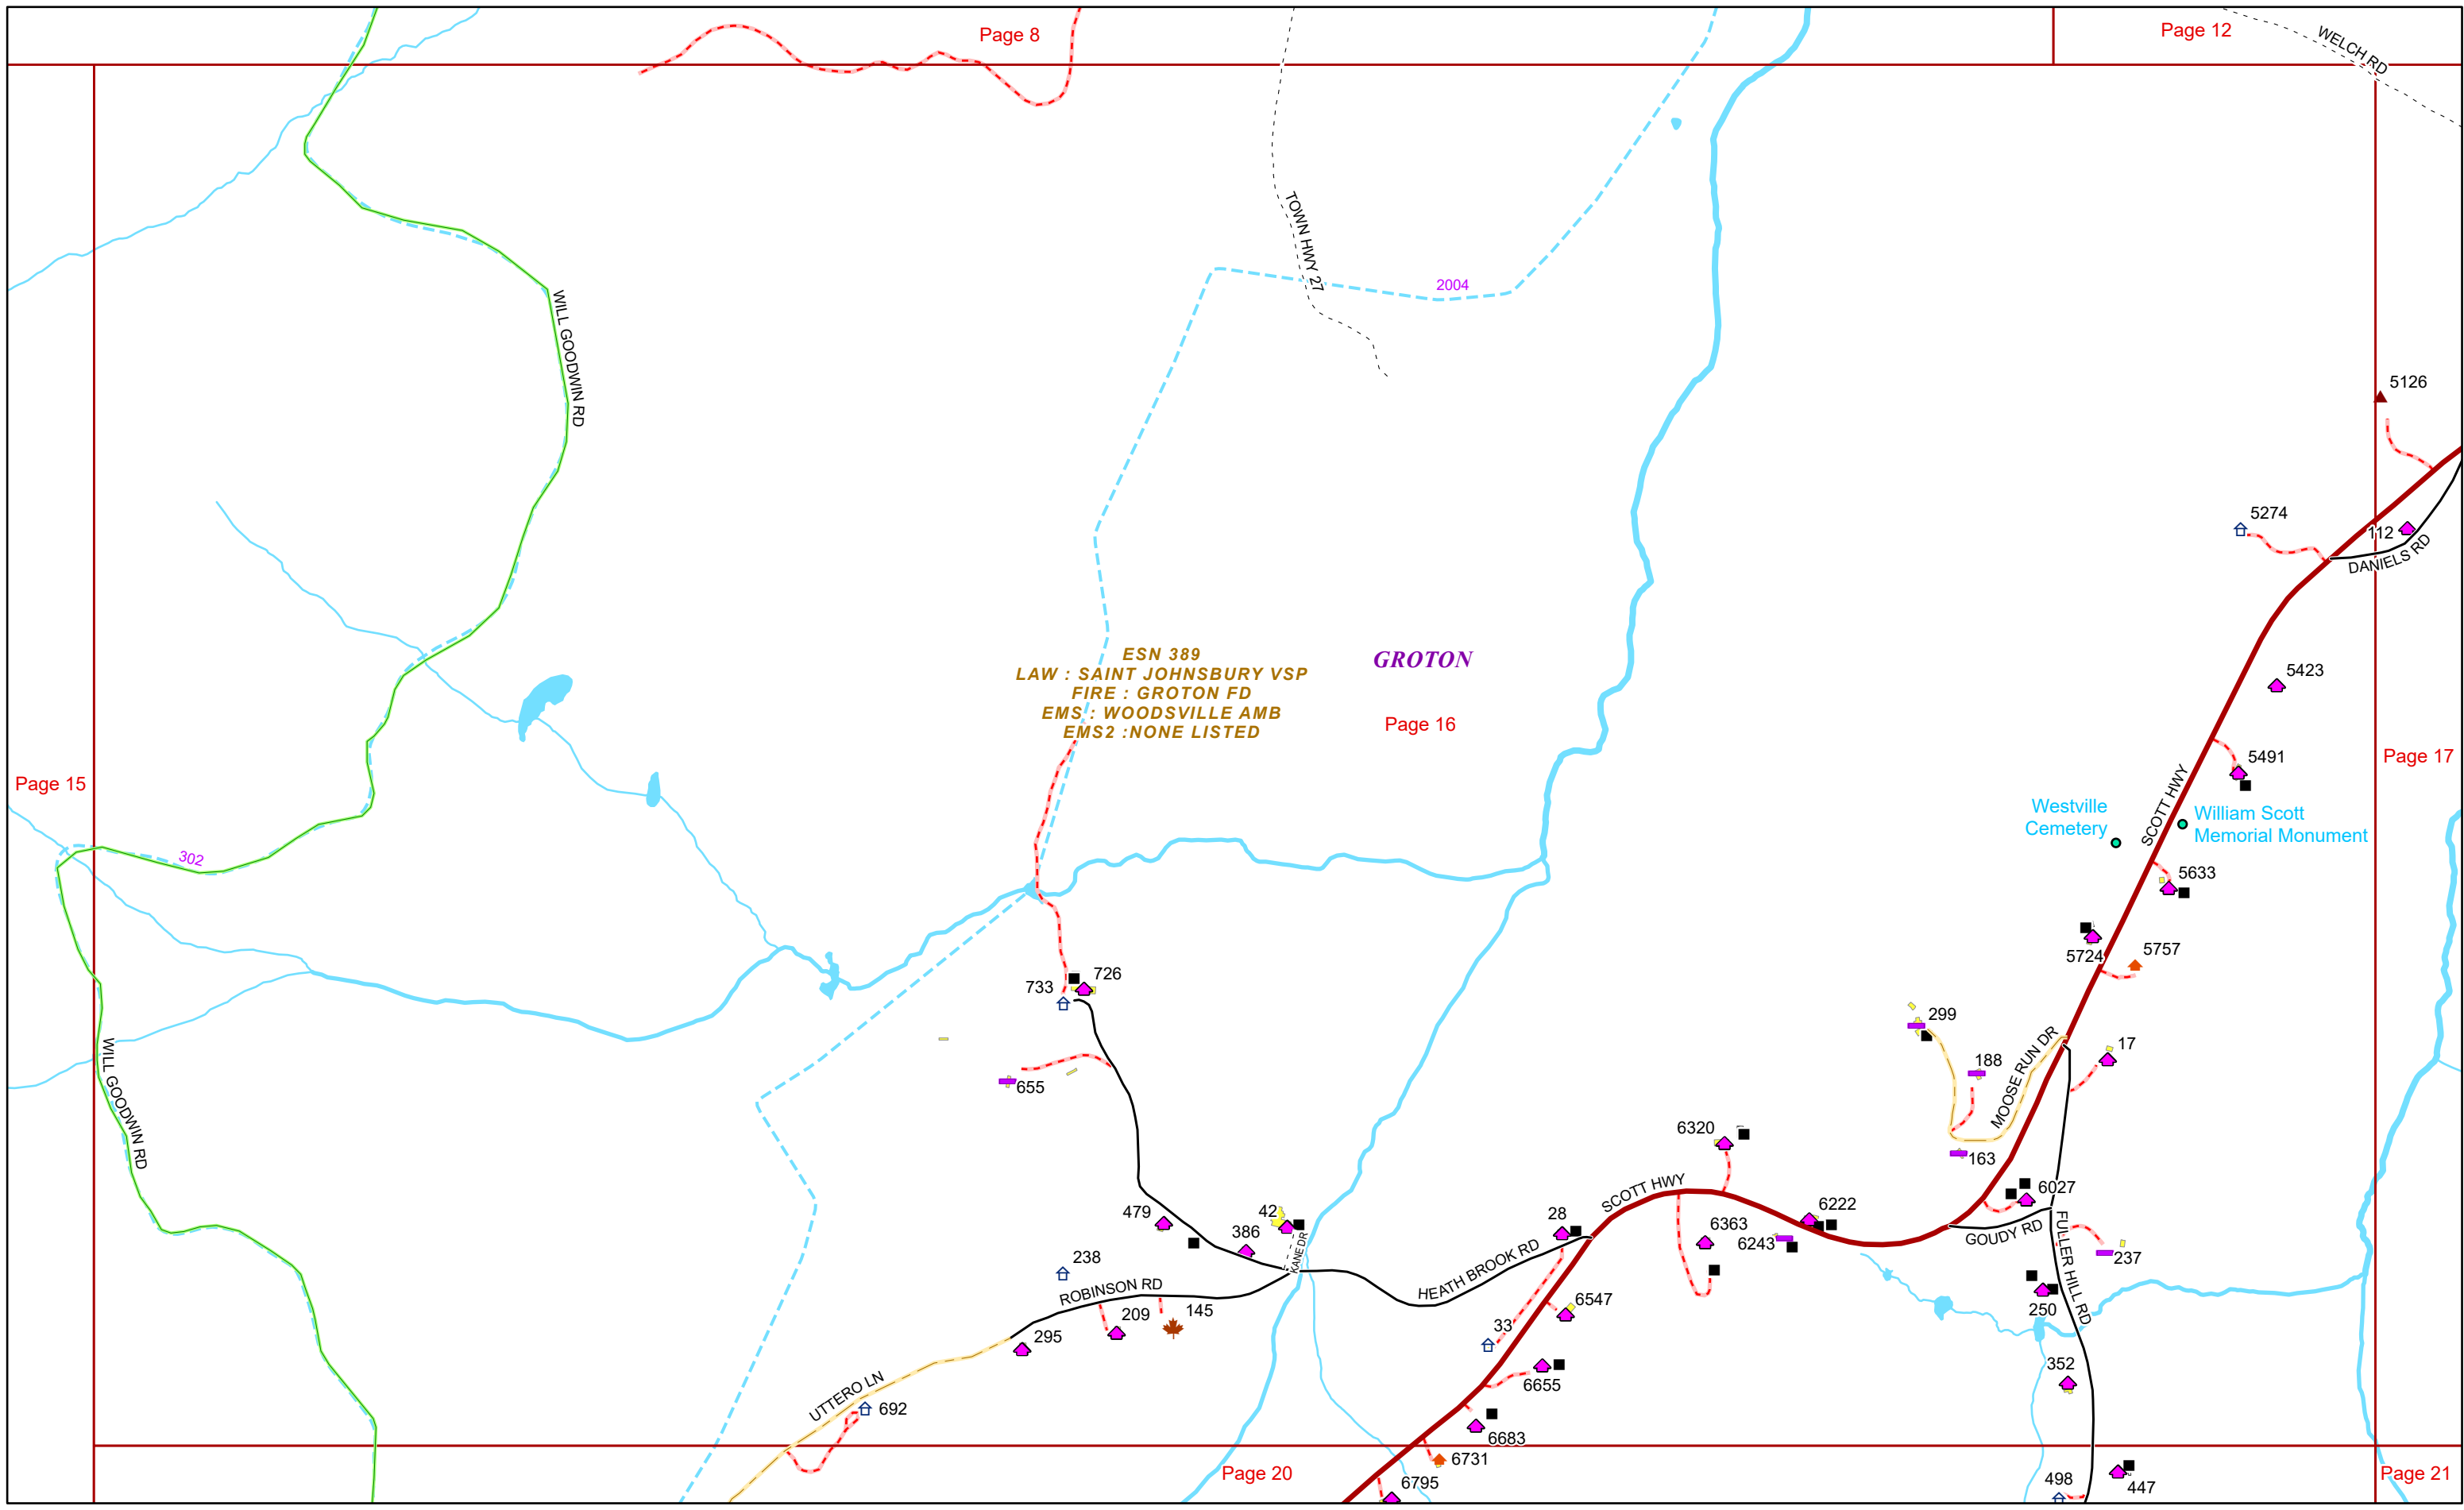 Page 8
Page 12
WELCH RD
TOWN HWY 27
2004
WILL GOODWIN RD
5126
5274
112
DANIELS RD
ESN 389
LAW : SAINT JOHNSBURY VSP
FIRE : GROTON FD
EMS : WOODSVILLE AMB
EMS2 :NONE LISTED
GROTON
Page 16
5423
5491
Page 15
Page 17
SCOTT HWY
Westville
Cemetery
William Scott
Memorial Monument
302
5633
5724
5757
733
726
299
17
188
MOOSE RUN DR
655
WILL GOODWIN RD
6320
163
6027
SCOTT HWY
479
42
386
KANE DR
28
6222
6363
6243
GOUDY RD
FULLER HILL RD
237
238
ROBINSON RD
HEATH BROOK RD
250
209
145
6547
33
295
352
UTTERO LN
692
6655
6683
Page 20
6731
6795
498
447
Page 21